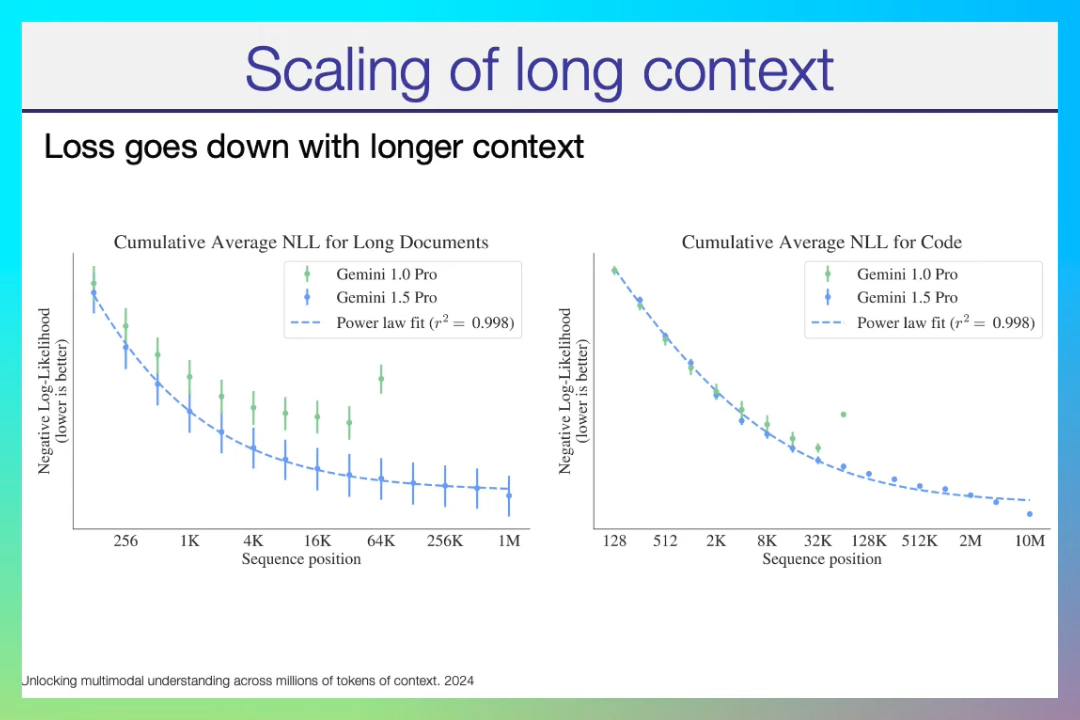 Scaling of long context
Loss goes down with longer context
Cumulative Average NLL for Long Documents
Gemini 1.0 Pro
Gemini 1.5 Pro
Power law fit (r² = 0.998)
Negative Log-Likelihood
(lower is better)
256 1K 4K 16K 64K 256K 1M
Sequence position
Cumulative Average NLL for Code
Gemini 1.0 Pro
Gemini 1.5 Pro
Power law fit (r² = 0.998)
Negative Log-Likelihood
(lower is better)
128 512 2K 8K 32K 128K 512K 2M 10M
Sequence position
Unlocking multimodal understanding across millions of tokens of context. 2024